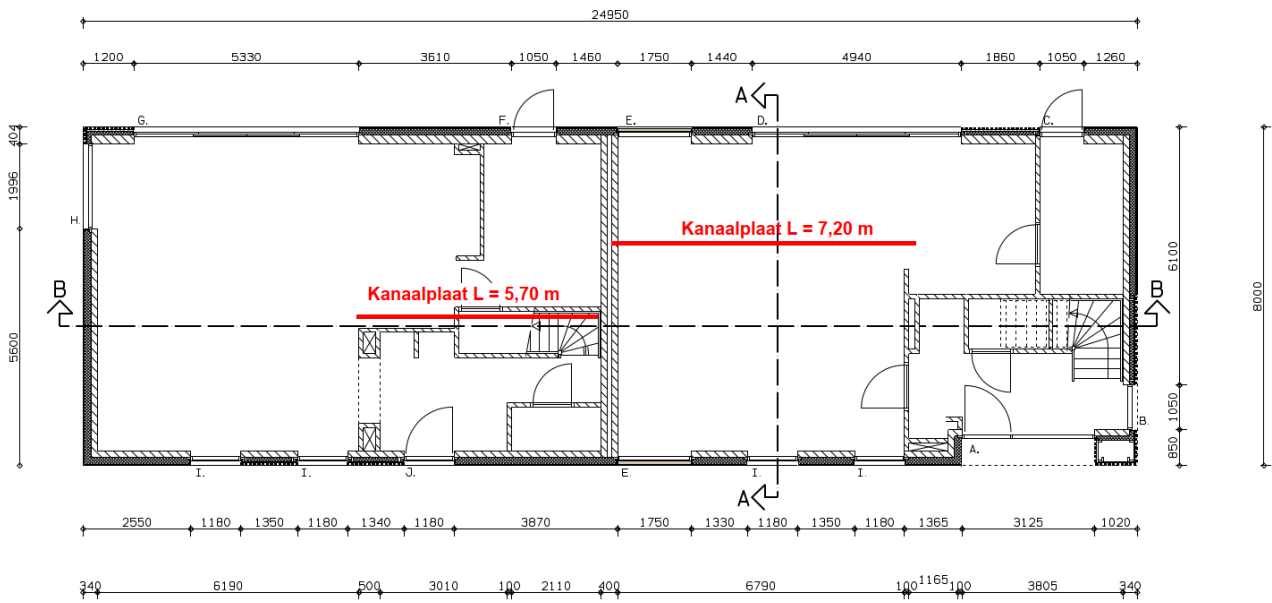 24950
1200 5330 3610 1050 1460 1750 1440 4940 1860 1050 1260
A
G. F. E. D. C.
404
1996
5600
H.
Kanaalplaat L = 7,20 m
Kanaalplaat L = 5,70 m
B B
6100
1050
850
8000
B.
A.
I. I. J. E. I. I.
A
2550 1180 1350 1180 1340 1180 3870 1750 1330 1180 1350 1180 1365 3125 1020
340 6190 500 3010 100 2110 400 6790 100 1165 100 3805 340